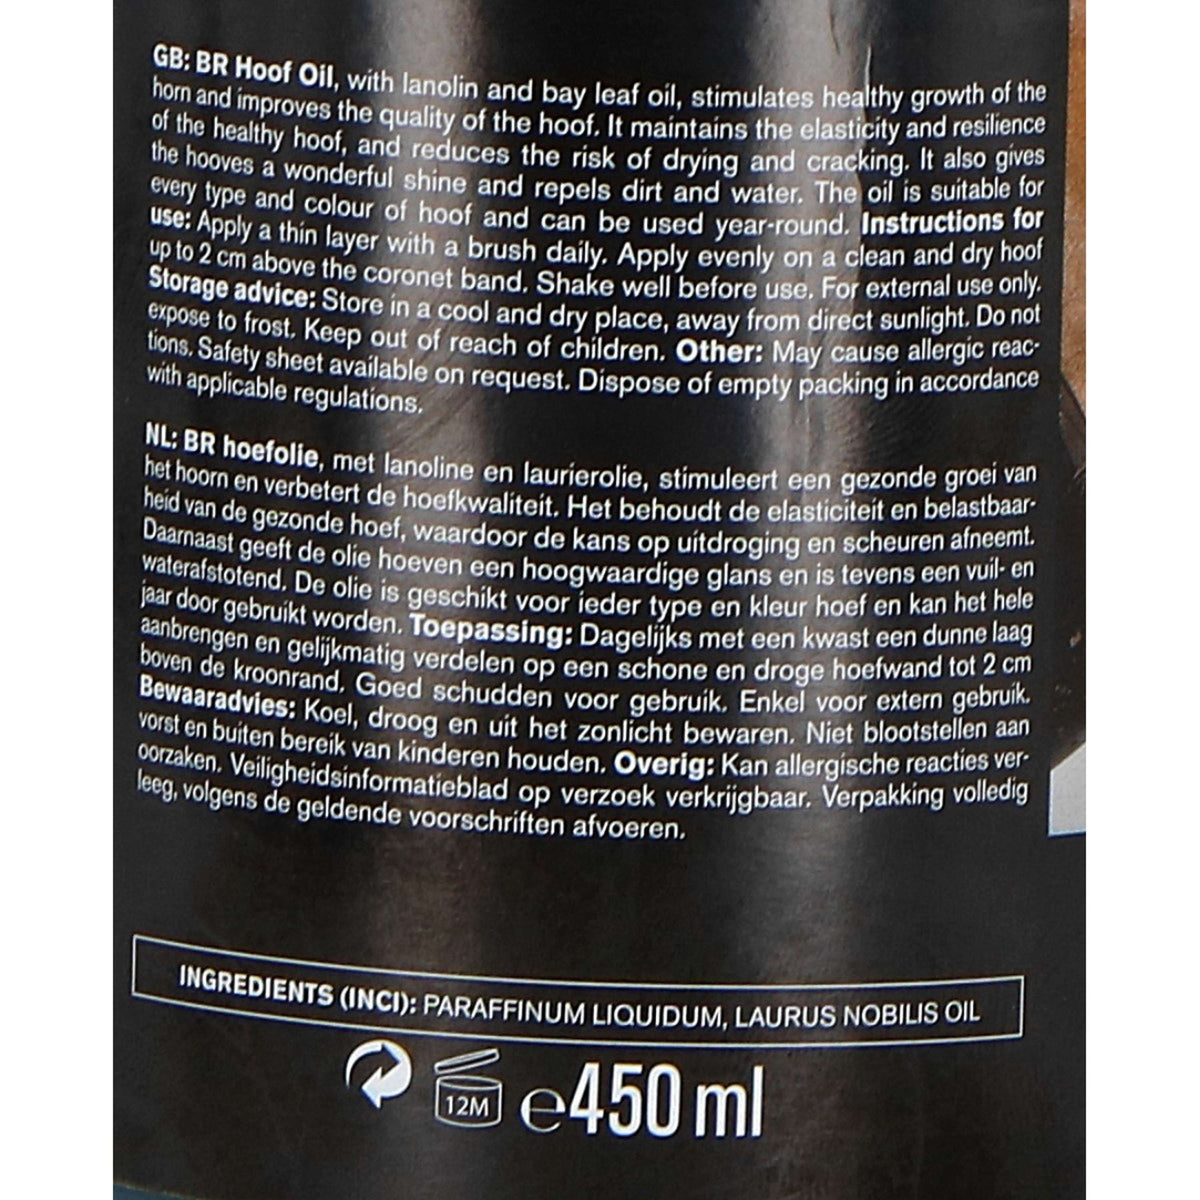 GB: BR Hoof Oil, with lanolin and bay leaf oil, stimulates healthy growth of the
horn and improves the quality of the hoof. It maintains the elasticity and resilience
of the healthy hoof, and reduces the risk of drying and cracking. It also gives
the hooves a wonderful shine and repels dirt and water. The oil is suitable for
every type and colour of hoof and can be used year-round. Instructions for
use: Apply a thin layer with a brush daily. Apply evenly on a clean and dry hoof
up to 2 cm above the coronet band. Shake well before use. For external use only.
Storage advice: Store in a cool and dry place, away from direct sunlight. Do not
expose to frost. Keep out of reach of children. Other: May cause allergic reac-
tions. Safety sheet available on request. Dispose of empty packing in accordance
with applicable regulations.
NL: BR hoefolie, met lanoline en laurierolie, stimuleert een gezonde groei van
het hoorn en verbetert de hoefkwaliteit. Het behoudt de elasticiteit en belastbaar-
heid van de gezonde hoef, waardoor de kans op uitdroging en scheuren afneemt.
Daarnaast geeft de olie hoeven een hoogwaardige glans en is tevens een vuil- en
waterafstotend. De olie is geschikt voor ieder type en kleur hoef en kan het hele
jaar door gebruikt worden. Toepassing: Dagelijks met een kwast een dunne laag
aanbrengen en gelijkmatig verdelen op een schone en droge hoefwand tot 2 cm
boven de kroonrand. Goed schudden voor gebruik. Enkel voor extern gebruik.
Bewaaradvies: Koel, droog en uit het zonlicht bewaren. Niet blootstellen aan
vorst en buiten bereik van kinderen houden. Overig: Kan allergische reacties ver-
oorzaken. Veiligheidsinformatieblad op verzoek verkrijgbaar. Verpakking volledig
leeg, volgens de geldende voorschriften afvoeren.
INGREDIENTS (INCI): PARAFFINUM LIQUIDUM, LAURUS NOBILIS OIL
12M ℮450 ml